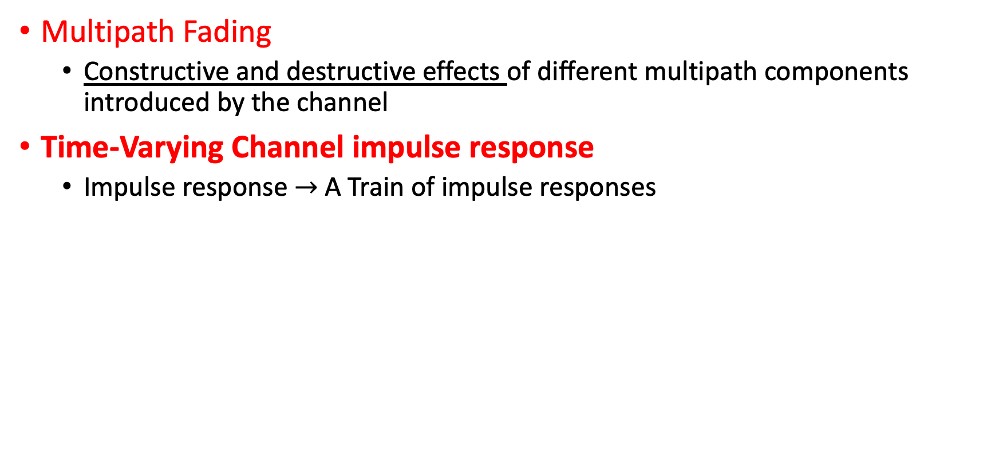 • Multipath Fading
• Constructive and destructive effects of different multipath components
introduced by the channel
• Time-Varying Channel impulse response
• Impulse response → A Train of impulse responses